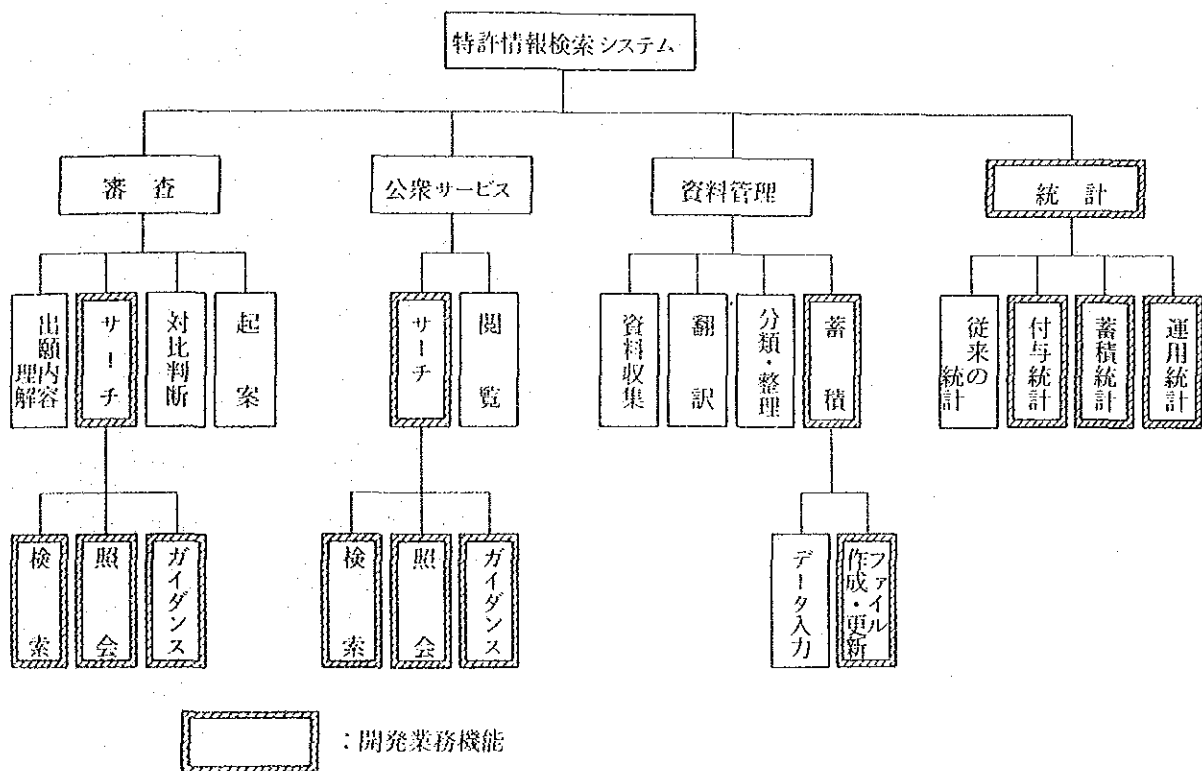 特許情報検索システム
審査
公衆サービス
資料管理
統計
出願内容
理解
サーチ
対比判断
起案
サーチ
閲覧
資料収集
翻訳
分類・整理
蓄積
従来の
統計
付与統計
蓄積統計
運用統計
検索
照会
ガイダンス
検索
照会
ガイダンス
データ入力
ファイル
作成・更新
：開発業務機能